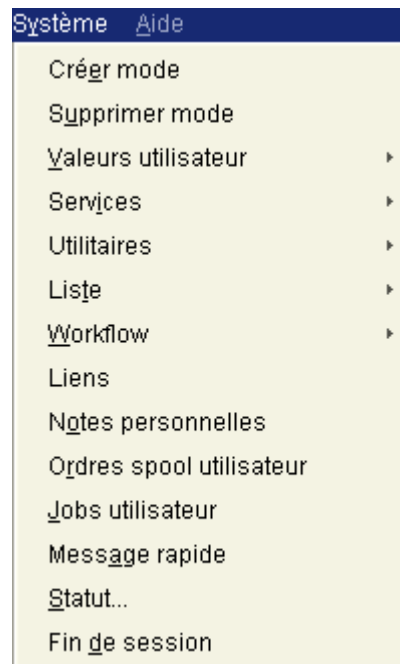 Système Aide
Créer mode
Supprimer mode
Valeurs utilisateur
Services
Utilitaires
Liste
Workflow
Liens
Notes personnelles
Ordres spool utilisateur
Jobs utilisateur
Message rapide
Statut...
Fin de session